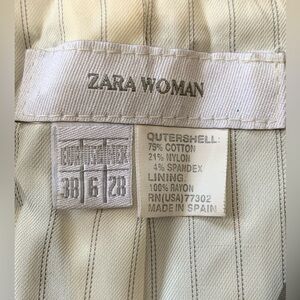 ZARA WOMAN
EUR USA MEX
38 6 28
OUTERSHELL:
75% COTTON
21% NYLON
4% SPANDEX
LINING.
100% RAYON
RN(USA)77302
MADE IN SPAIN